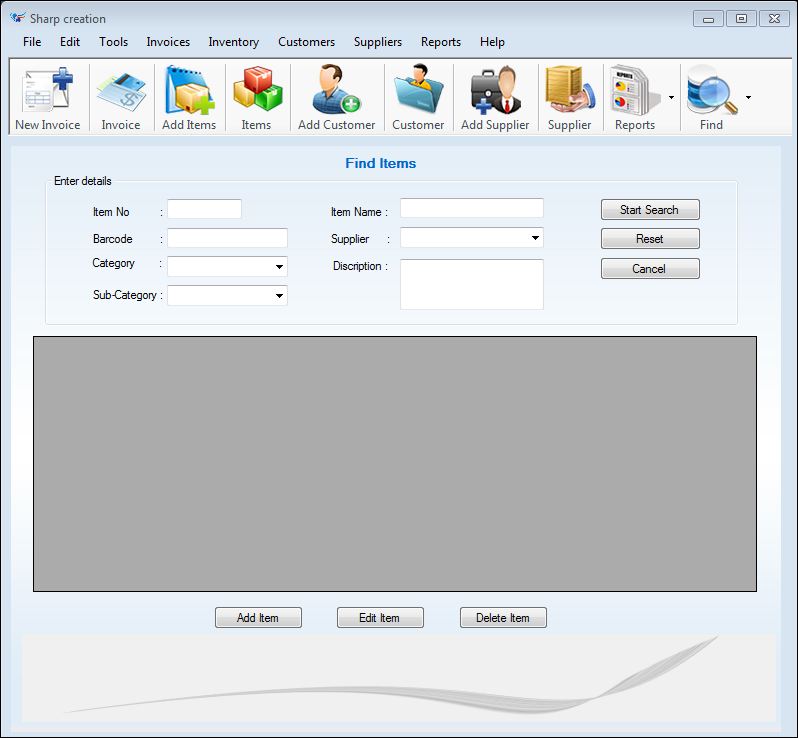 Sharp creation
File Edit Tools Invoices Inventory Customers Suppliers Reports Help
REPORTS
New Invoice Invoice Add Items Items Add Customer Customer Add Supplier Supplier Reports Find
Find Items
Enter details
Item No : Item Name : Start Search
Barcode : Supplier : Reset
Category : Discription : Cancel
Sub-Category :
Add Item Edit Item Delete Item